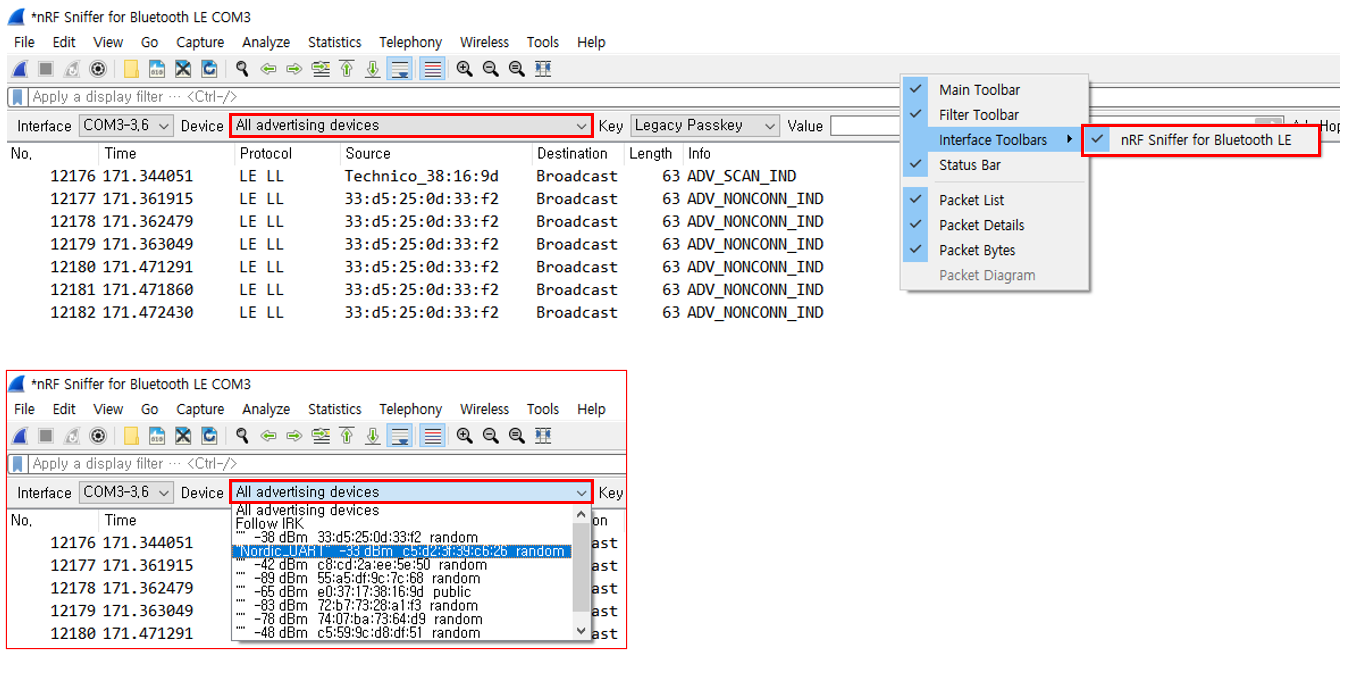 *nRF Sniffer for Bluetooth LE COM3
File Edit View Go Capture Analyze Statistics Telephony Wireless Tools Help
Apply a display filter ··· <Ctrl-/>
Interface COM3-3,6 Device All advertising devices Key Legacy Passkey Value
No. Time Protocol Source Destination Length Info
12176 171.344051 LE LL Technico_38:16:9d Broadcast 63 ADV_SCAN_IND
12177 171.361915 LE LL 33:d5:25:0d:33:f2 Broadcast 63 ADV_NONCONN_IND
12178 171.362479 LE LL 33:d5:25:0d:33:f2 Broadcast 63 ADV_NONCONN_IND
12179 171.363049 LE LL 33:d5:25:0d:33:f2 Broadcast 63 ADV_NONCONN_IND
12180 171.471291 LE LL 33:d5:25:0d:33:f2 Broadcast 63 ADV_NONCONN_IND
12181 171.471860 LE LL 33:d5:25:0d:33:f2 Broadcast 63 ADV_NONCONN_IND
12182 171.472430 LE LL 33:d5:25:0d:33:f2 Broadcast 63 ADV_NONCONN_IND
Main Toolbar
Filter Toolbar
Interface Toolbars
nRF Sniffer for Bluetooth LE
Status Bar
Packet List
Packet Details
Packet Bytes
Packet Diagram
*nRF Sniffer for Bluetooth LE COM3
File Edit View Go Capture Analyze Statistics Telephony Wireless Tools Help
Apply a display filter ··· <Ctrl-/>
Interface COM3-3,6 Device All advertising devices Key
No. Time on
12176 171.344051 ast
12177 171.361915 ast
12178 171.362479 ast
12179 171.363049 ast
12180 171.471291 ast
All advertising devices
Follow IRK
"" -38 dBm 33:d5:25:0d:33:f2 random
"Nordic_UART" -33 dBm c5:d2:3f:39:c6:26 random
"" -42 dBm c8:cd:2a:ee:5e:50 random
"" -89 dBm 55:a5:df:9c:7c:68 random
"" -65 dBm e0:37:17:38:16:9d public
"" -83 dBm 72:b7:73:28:a1:f3 random
"" -78 dBm 74:07:ba:73:64:d9 random
"" -48 dBm c5:59:9c:d8:df:51 random